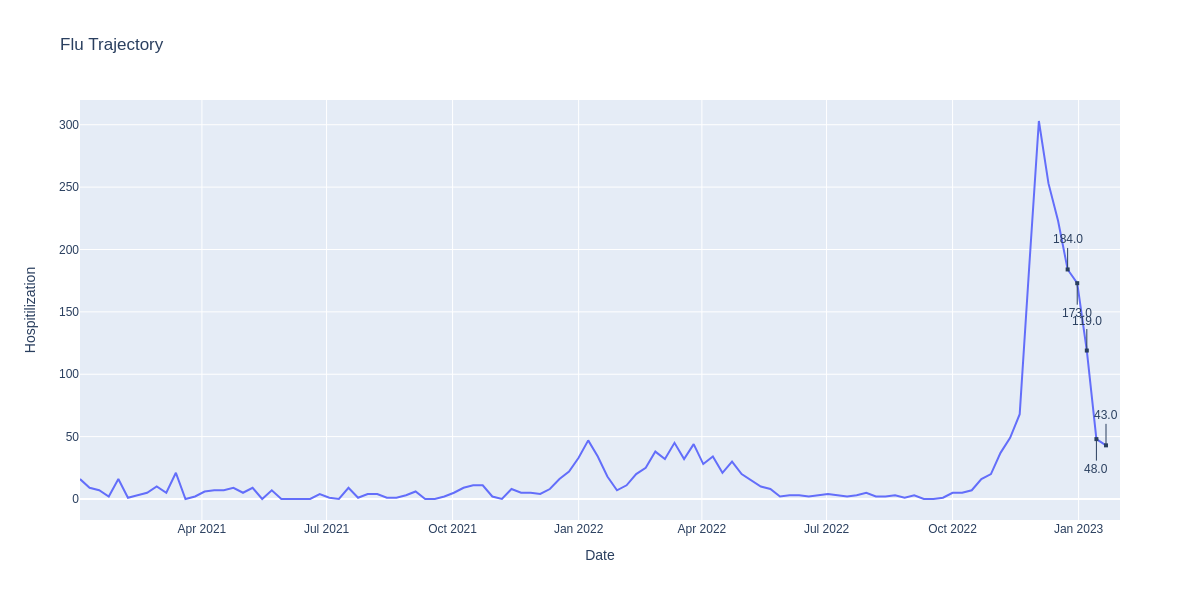 Flu Trajectory
Hospitilization
300
250
200
150
100
50
0
184.0
173.0
119.0
43.0
48.0
Apr 2021
Jul 2021
Oct 2021
Jan 2022
Apr 2022
Jul 2022
Oct 2022
Jan 2023
Date